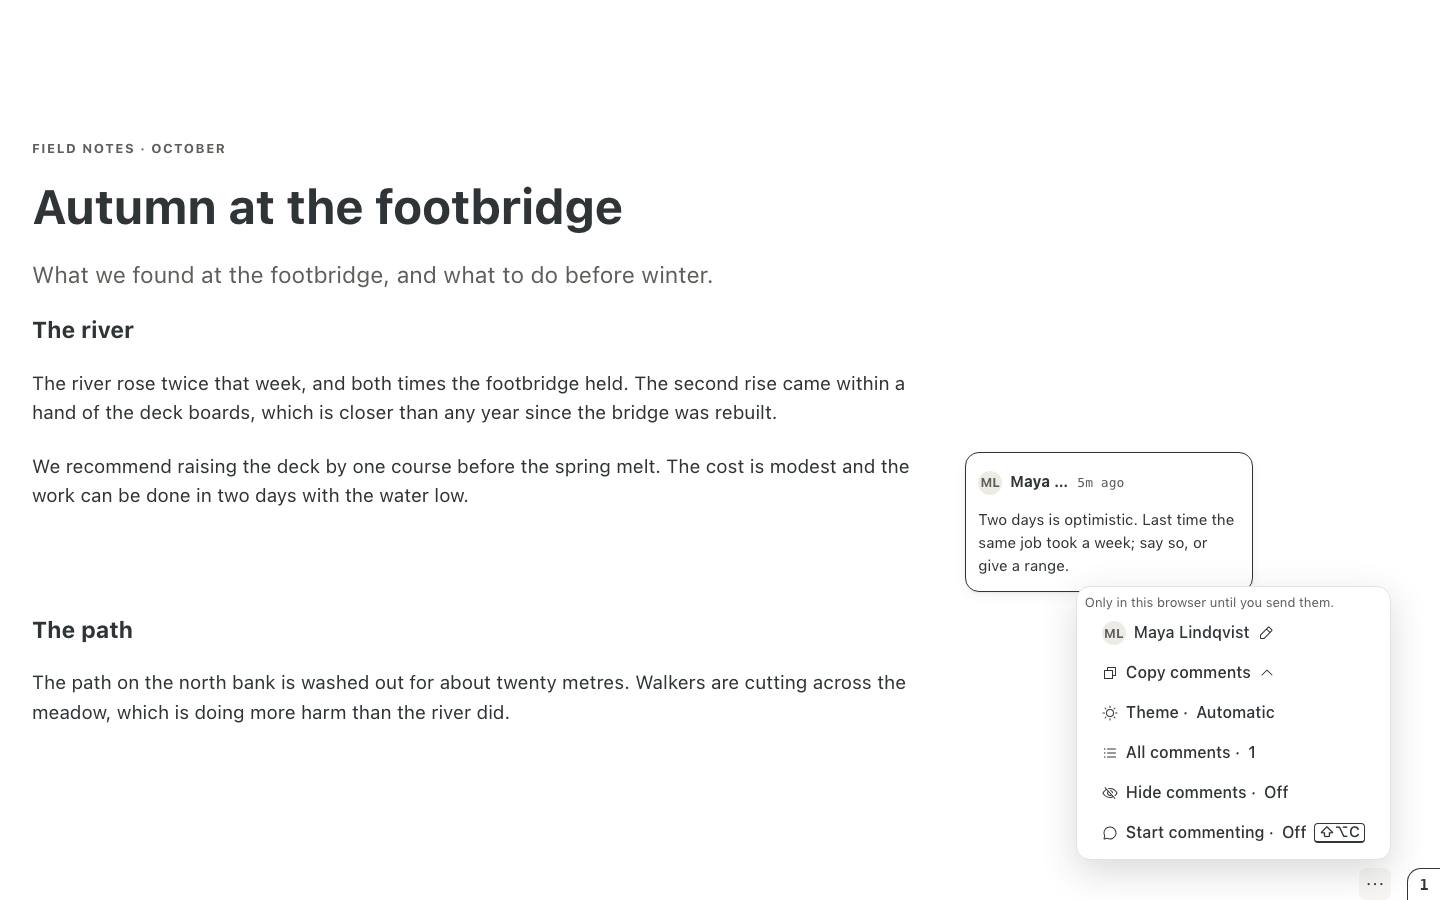 FIELD NOTES · OCTOBER
Autumn at the footbridge
What we found at the footbridge, and what to do before winter.
The river
The river rose twice that week, and both times the footbridge held. The second rise came within a
hand of the deck boards, which is closer than any year since the bridge was rebuilt.
We recommend raising the deck by one course before the spring melt. The cost is modest and the
work can be done in two days with the water low.
ML Maya ... 5m ago
Two days is optimistic. Last time the
same job took a week; say so, or
give a range.
The path
The path on the north bank is washed out for about twenty metres. Walkers are cutting across the
meadow, which is doing more harm than the river did.
Only in this browser until you send them.
ML Maya Lindqvist
Copy comments
Theme · Automatic
All comments · 1
Hide comments · Off
Start commenting · Off ⇧⌥C
···
1